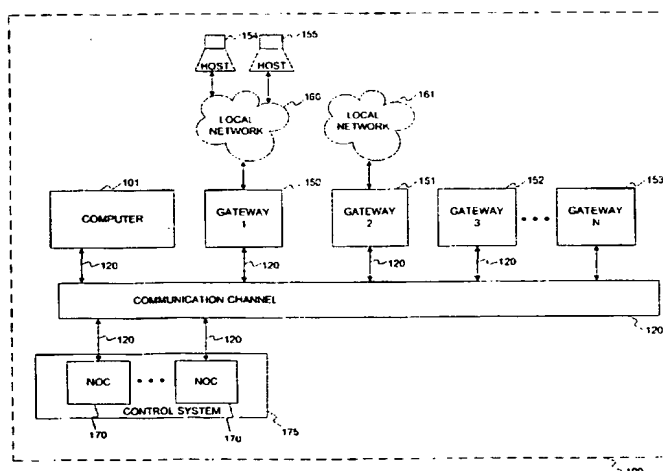 154
155
HOST
HOST
160
161
LOCAL
NETWORK
LOCAL
NETWORK
101
150
151
152
153
COMPUTER
GATEWAY
1
GATEWAY
2
GATEWAY
3
GATEWAY
N
120
120
120
120
COMMUNICATION CHANNEL
120
120
120
NOC
NOC
CONTROL SYSTEM
170
170
175